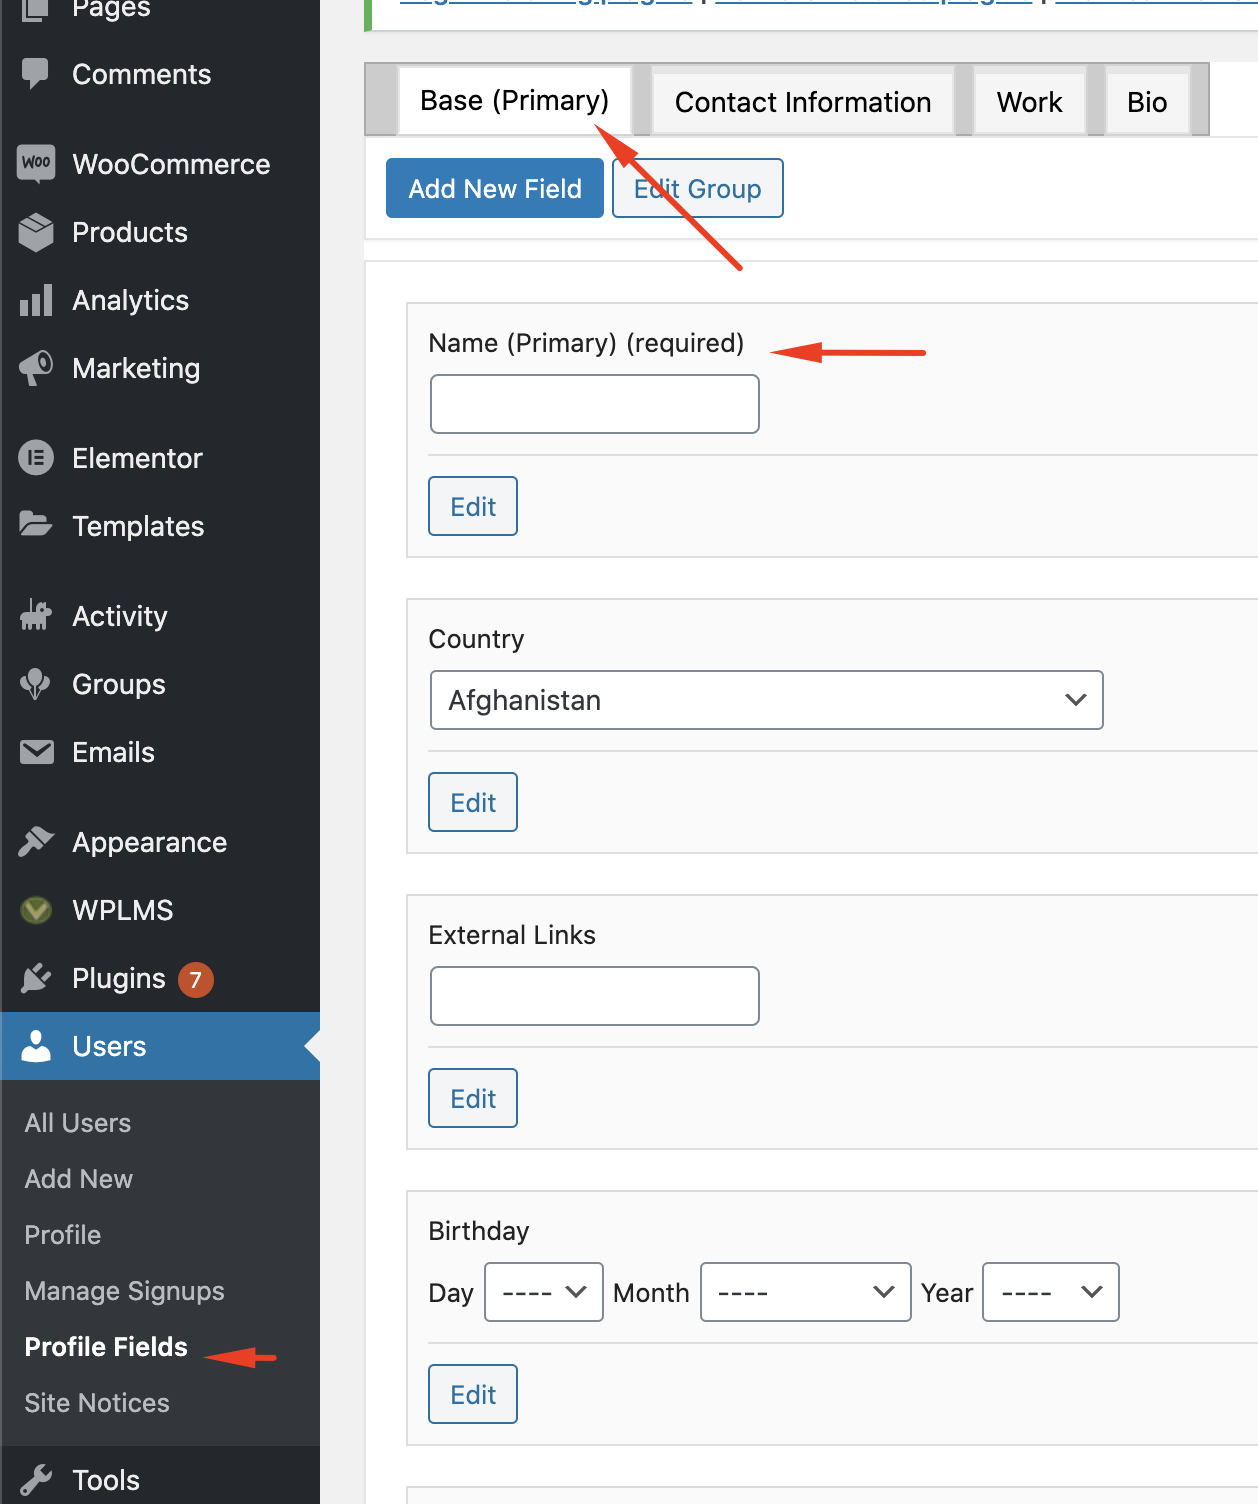 Pages
Comments
WOO WooCommerce
Products
Analytics
Marketing
Elementor
Templates
Activity
Groups
Emails
Appearance
WPLMS
Plugins 7
Users
All Users
Add New
Profile
Manage Signups
Profile Fields
Site Notices
Tools
Base (Primary) Contact Information Work Bio
Add New Field Edit Group
Name (Primary) (required)
Edit
Country
Afghanistan
Edit
External Links
Edit
Birthday
Day ---- Month ---- Year ----
Edit